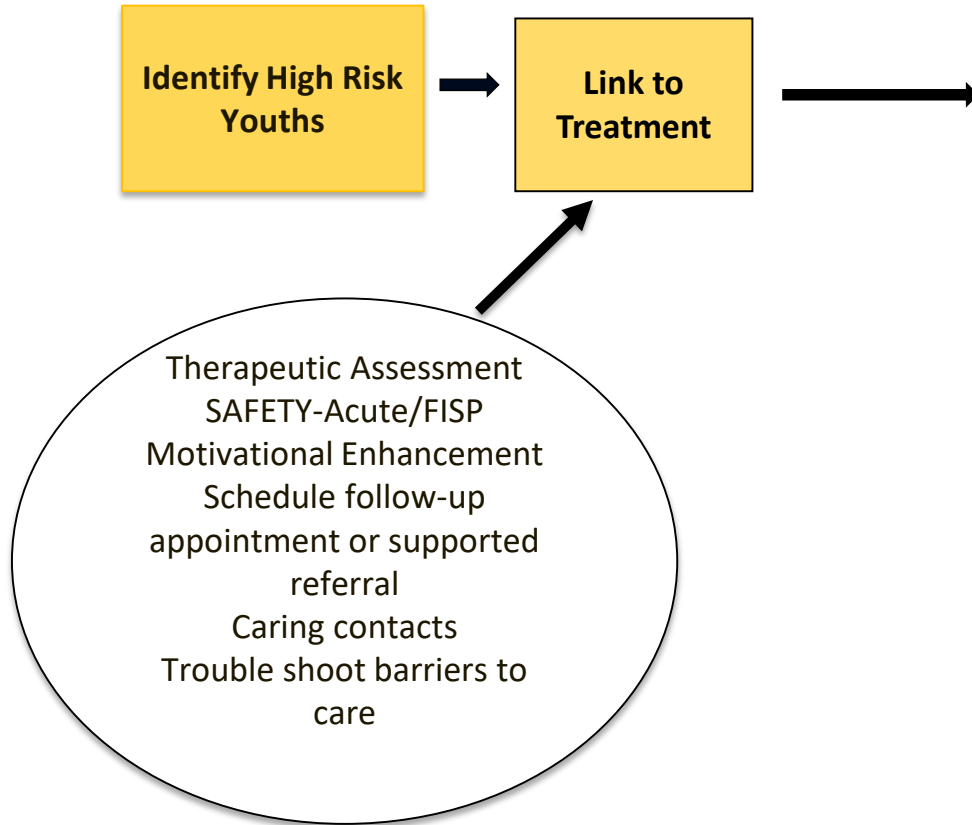 Identify High Risk
Youths
Link to
Treatment
Therapeutic Assessment
SAFETY-Acute/FISP
Motivational Enhancement
Schedule follow-up
appointment or supported
referral
Caring contacts
Trouble shoot barriers to
care